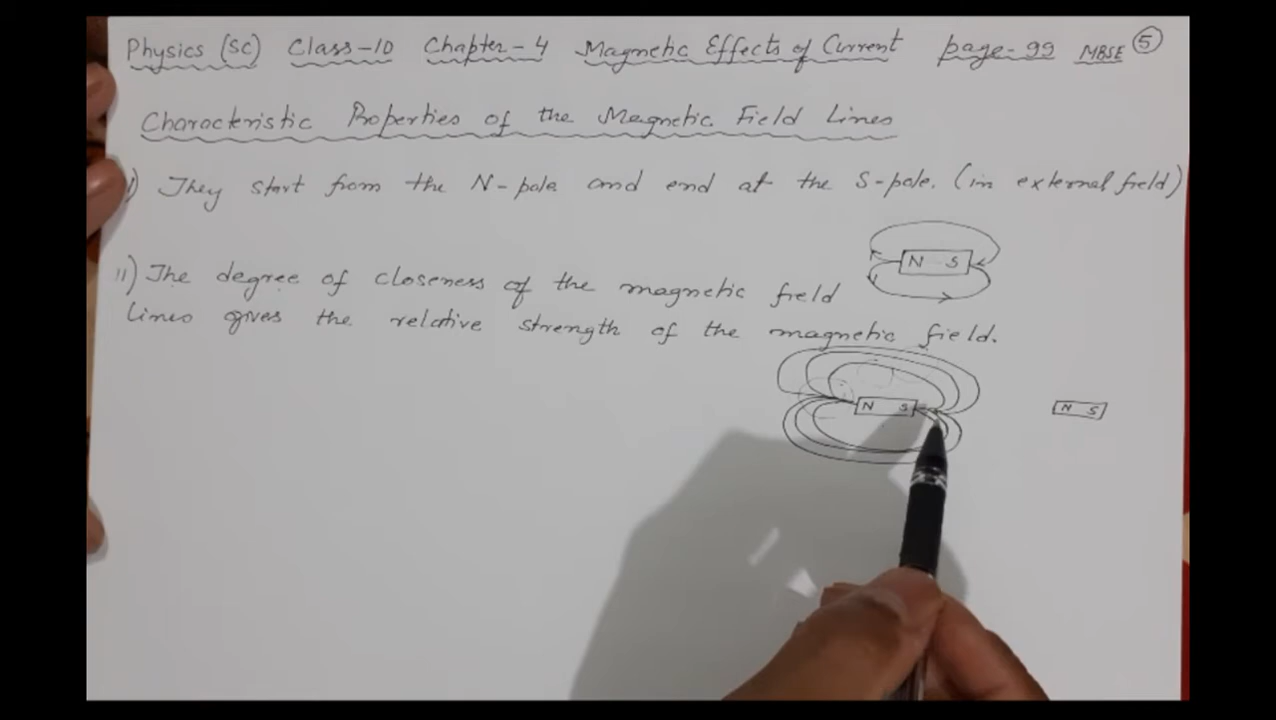 Physics (SC) Class-10 Chapter-4 Magnetic Effects of Current page-99 MBSE 5
Characteristic Properties of the Magnetic Field Lines
i) They start from the N-pole and end at the S-pole. (in external field)
N S
ii) The degree of closeness of the magnetic field
lines gives the relative strength of the magnetic field.
N S
N S